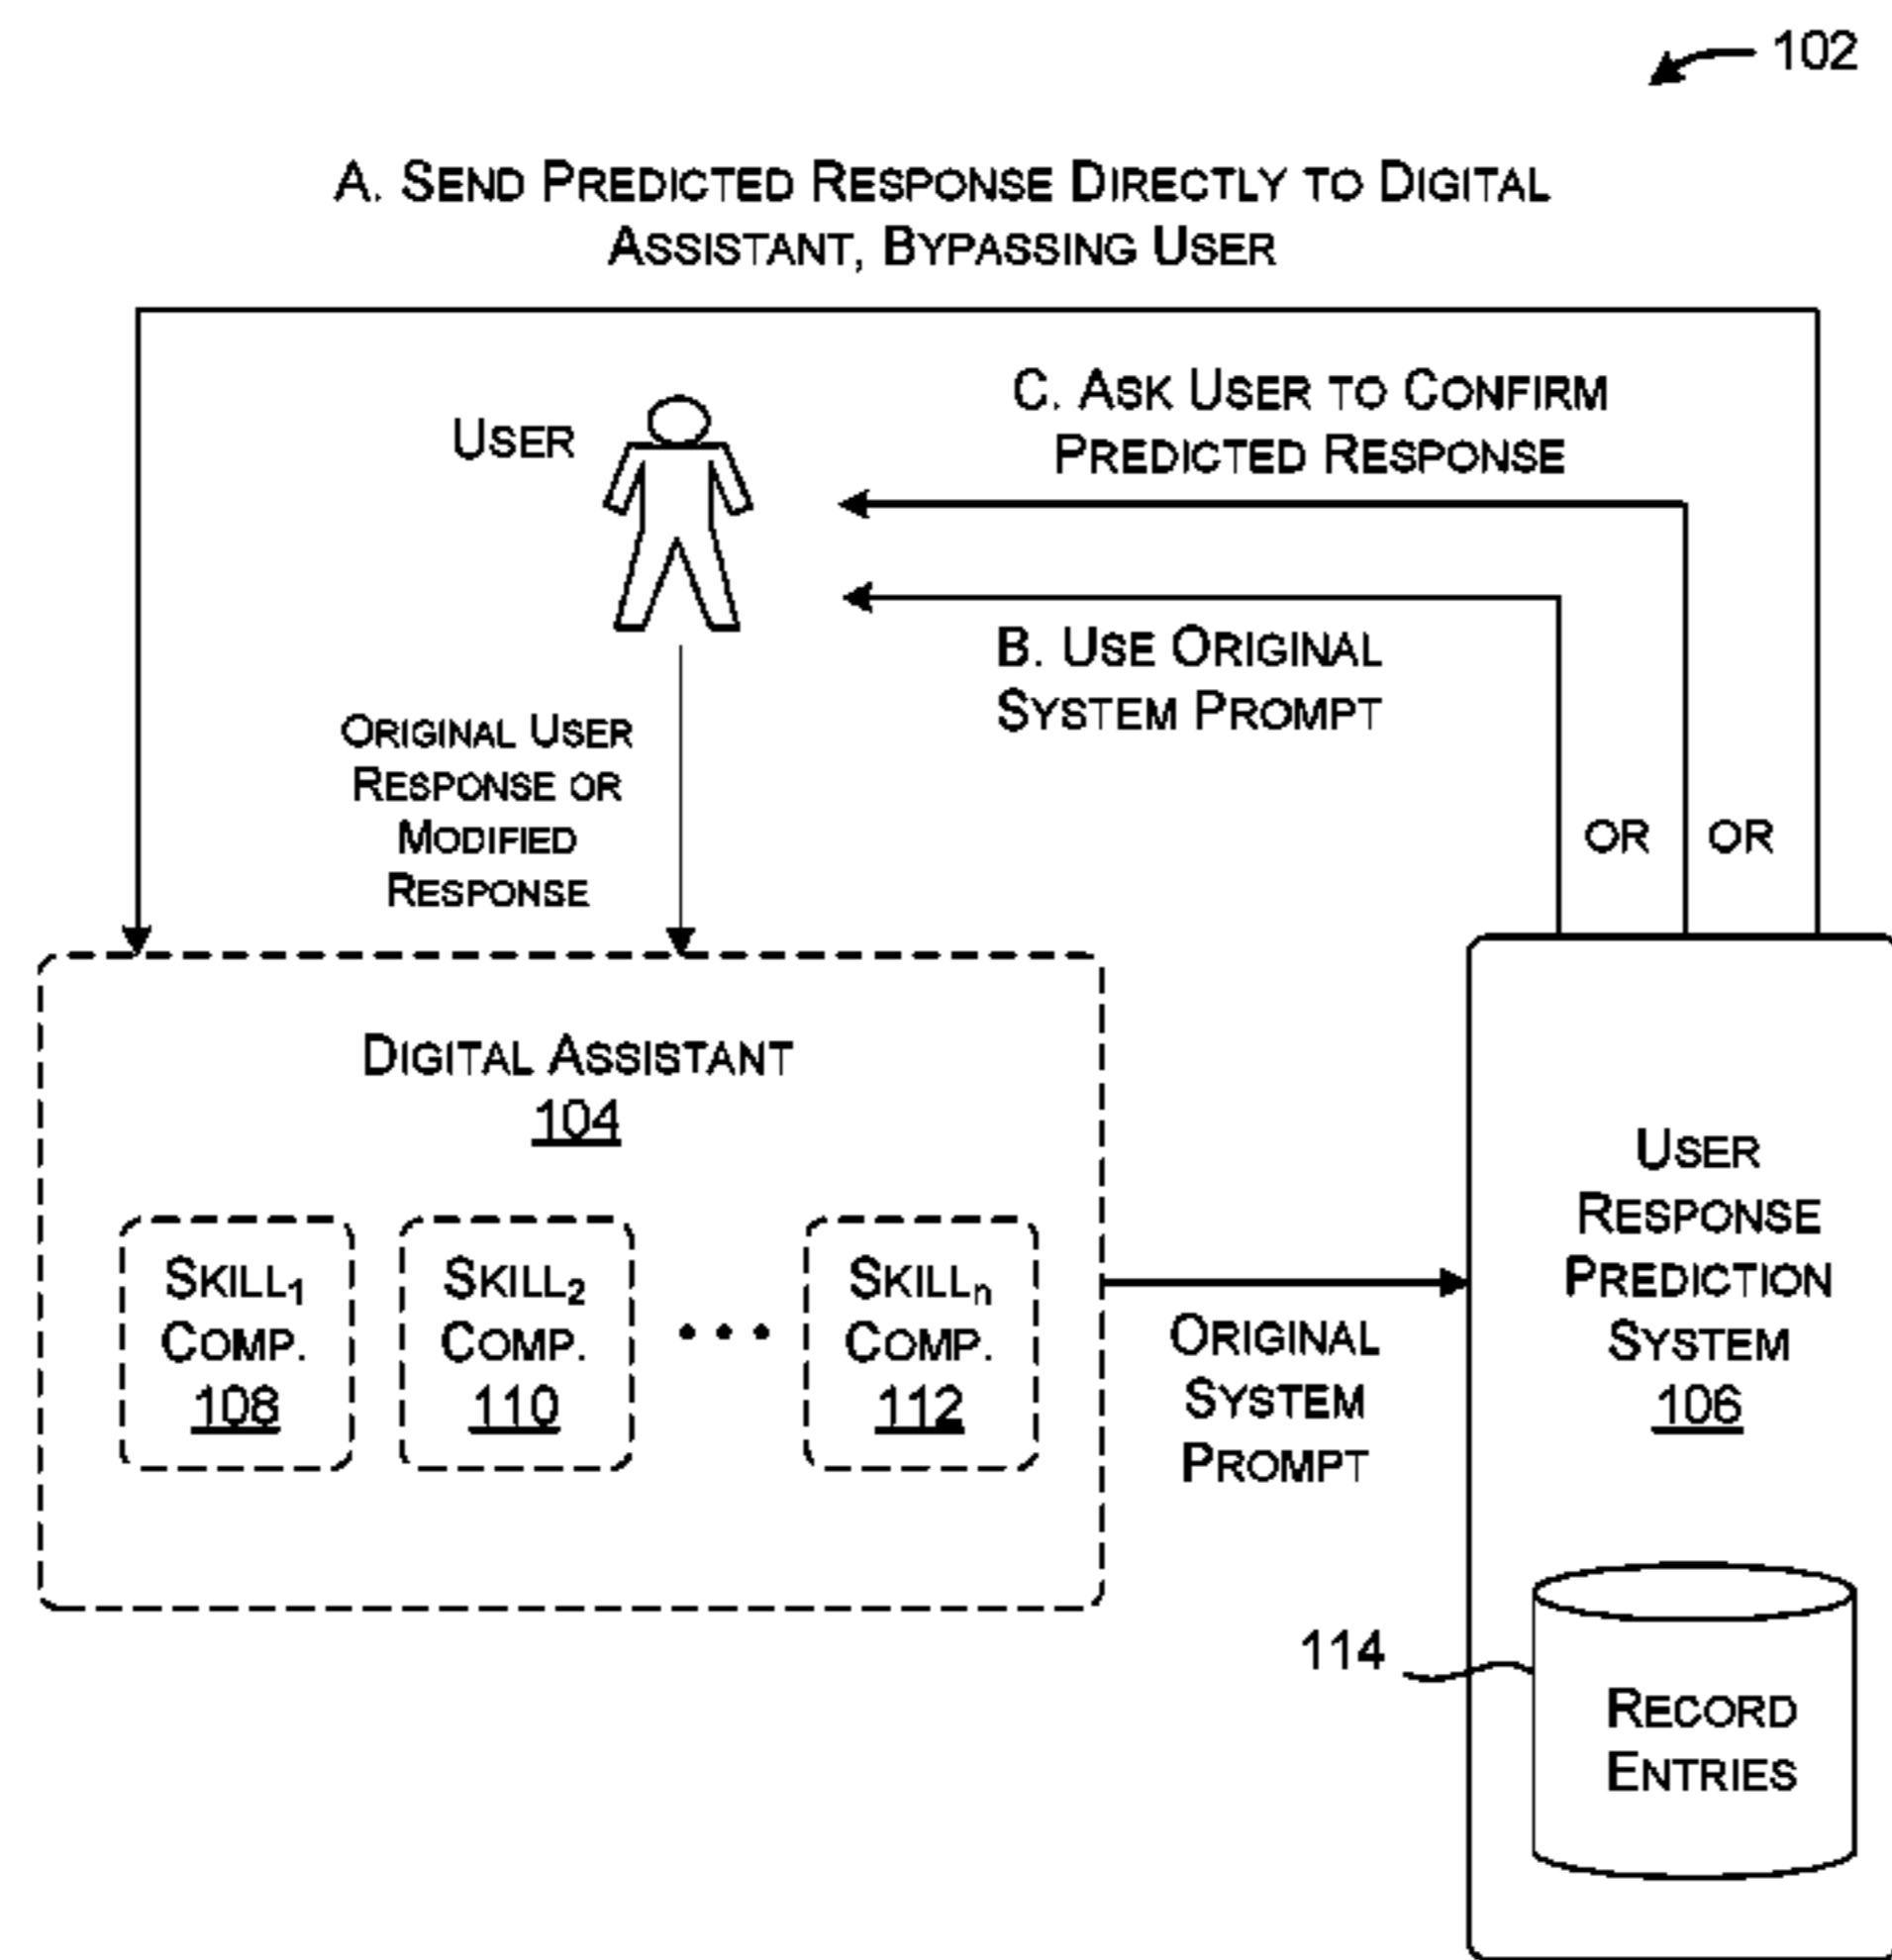 102
A. SEND PREDICTED RESPONSE DIRECTLY TO DIGITAL
ASSISTANT, BYPASSING USER
C. ASK USER TO CONFIRM
PREDICTED RESPONSE
USER
B. USE ORIGINAL
SYSTEM PROMPT
ORIGINAL USER
RESPONSE OR
MODIFIED
RESPONSE
OR
OR
DIGITAL ASSISTANT
104
SKILL1
COMP.
108
SKILL2
COMP.
110
• • •
SKILLn
COMP.
112
ORIGINAL
SYSTEM
PROMPT
USER
RESPONSE
PREDICTION
SYSTEM
106
114
RECORD
ENTRIES